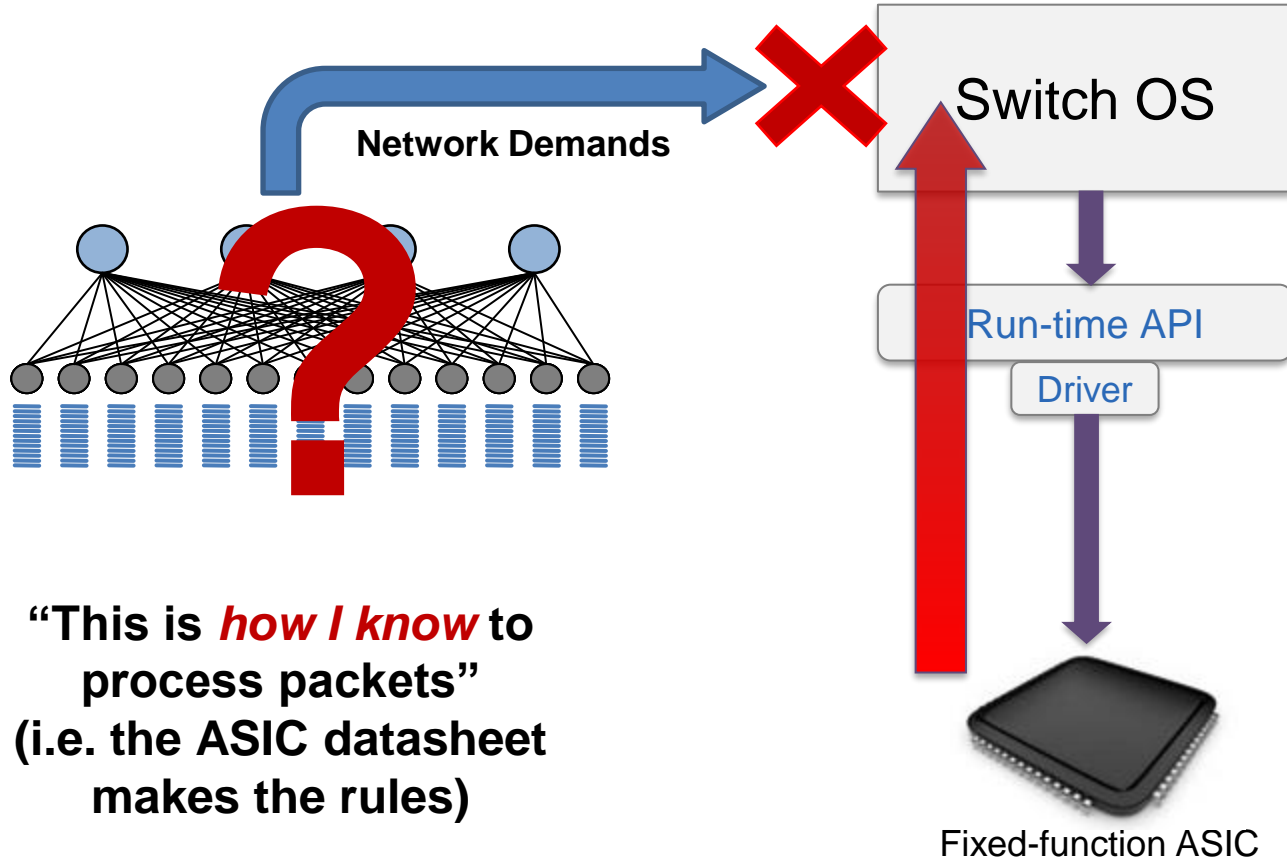 Switch OS
Network Demands
Run-time API
Driver
“This is how I know to
process packets”
(i.e. the ASIC datasheet
makes the rules)
Fixed-function ASIC